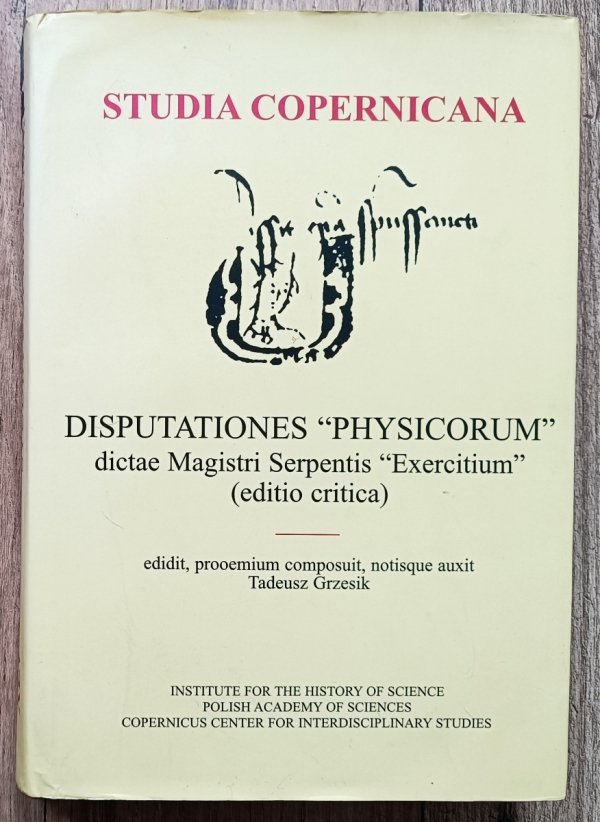 STUDIA COPERNICANA
DISPUTATIONES “PHYSICORUM”
dictae Magistri Serpentis “Exercitium”
(editio critica)
edidit, prooemium composuit, notisque auxit
Tadeusz Grzesik
INSTITUTE FOR THE HISTORY OF SCIENCE
POLISH ACADEMY OF SCIENCES
COPERNICUS CENTER FOR INTERDISCIPLINARY STUDIES